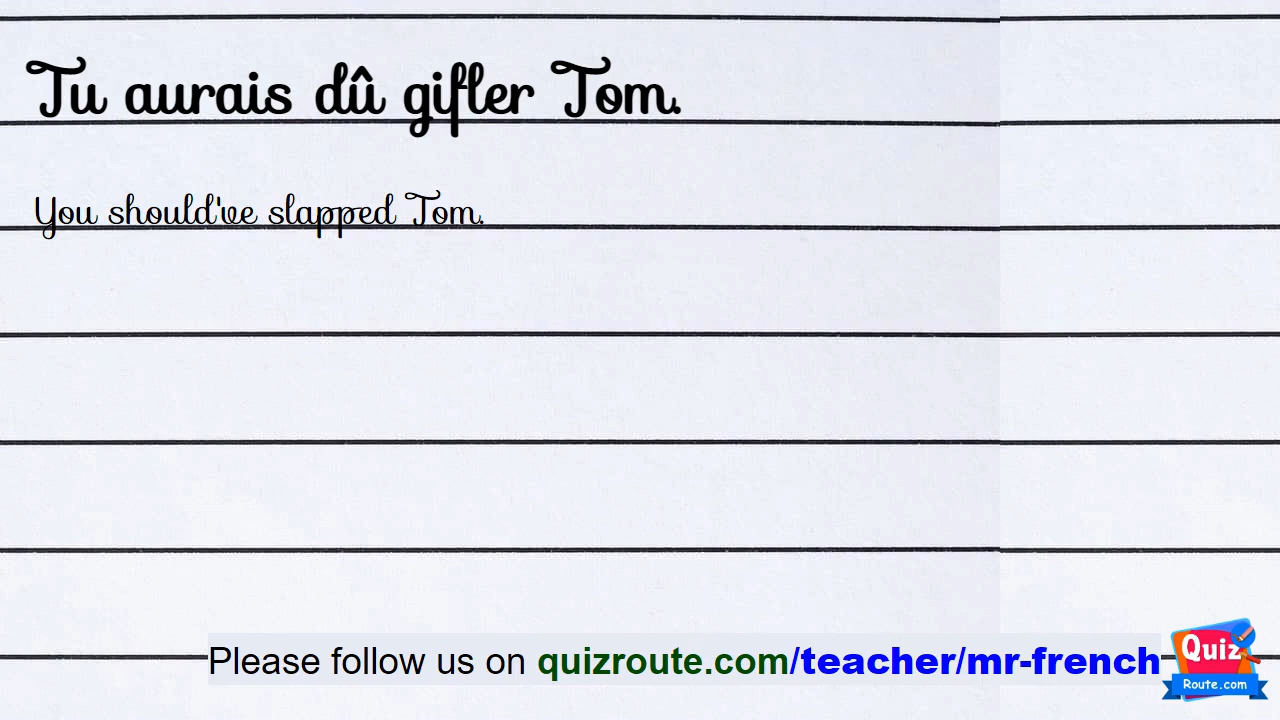 Tu aurais dû gifler Tom.
You should've slapped Tom.
Please follow us on quizroute.com/teacher/mr-french
Quiz
Route.com